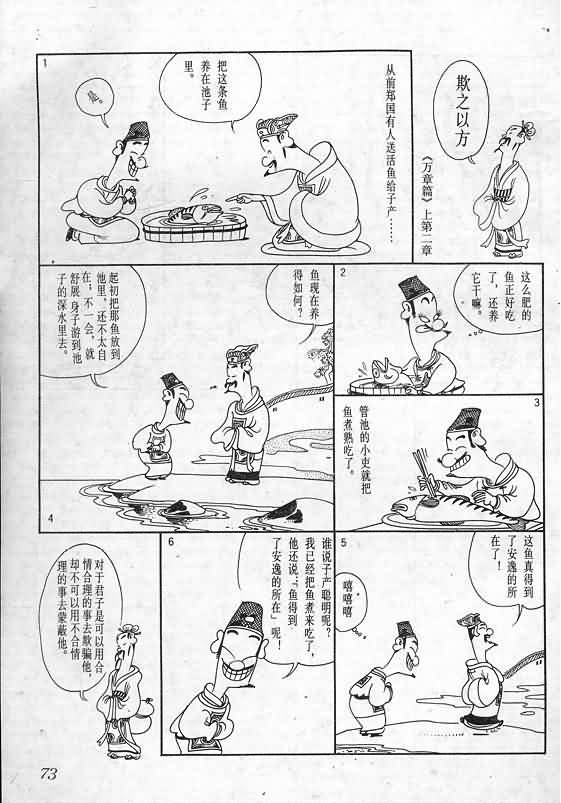 欺之以方
《万章篇》上第二章
1
从前郑国有人送活鱼给子产……
把这条鱼
养在池子
里。
是。
2
这么肥的
鱼正好吃
了，还养
它干嘛。
3
管池的小吏就把
鱼煮熟吃了。
4
鱼现在养
得如何？
起初把那鱼放到
池里，还不太自
在；不一会，就
舒展身子游到池
子的深水里去。
5
这鱼真得到
了安逸的所
在了！
嘻嘻嘻
6
谁说子产聪明呢？
我已经把鱼煮来吃了，
他还说：「鱼得到
了安逸的所在」呢！
对于君子是可以用合
情合理的事去欺骗他，
却不可以用不合情
理的事去蒙蔽他。
73